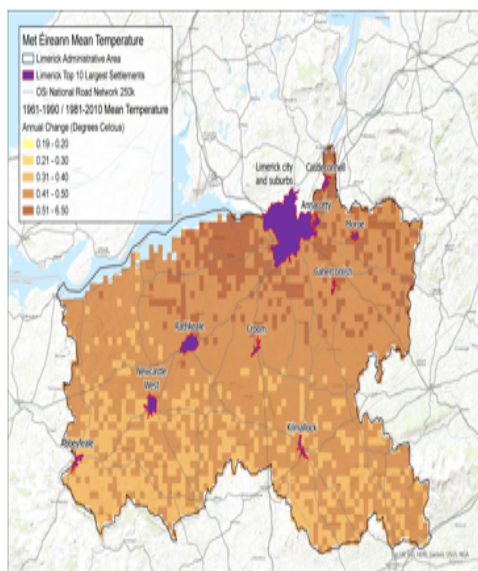 Met Éireann Mean Temperature
Limerick Administrative Area
Limerick Top 10 Largest Settlements
OSi National Road Network 250k
1961-1990 / 1981-2010 Mean Temperature
Annual Change (Degrees Celcius)
0.19 - 0.20
0.21 - 0.30
0.31 - 0.40
0.41 - 0.50
0.51 - 6.50
Limerick city
and suburbs
Castleconnell
Annacotty
Murroe
Caherconlish
Rathkeale
Croom
Newcastle
West
Abbeyfeale
Kilmallock